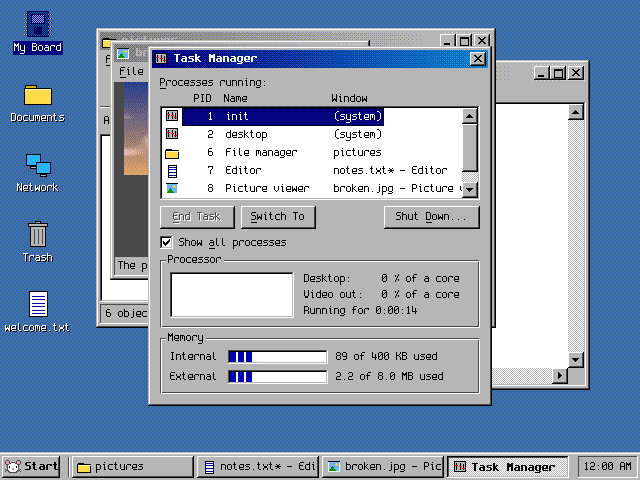 My Board
Documents
Network
Trash
welcome.txt
pictures
File
6 objec
The p
Task Manager
Processes running:
PID Name Window
1 init (system)
2 desktop (system)
6 File manager pictures
7 Editor notes.txt* - Editor
8 Picture viewer broken.jpg - Picture v
End Task
Switch To
Shut Down...
Show all processes
Processor
Desktop: 0 % of a core
Video out: 0 % of a core
Running for 0:00:14
Memory
Internal 89 of 400 KB used
External 2.2 of 8.0 MB used
Start
pictures
notes.txt* - Edi
broken.jpg - Pic
Task Manager
12:00 AM